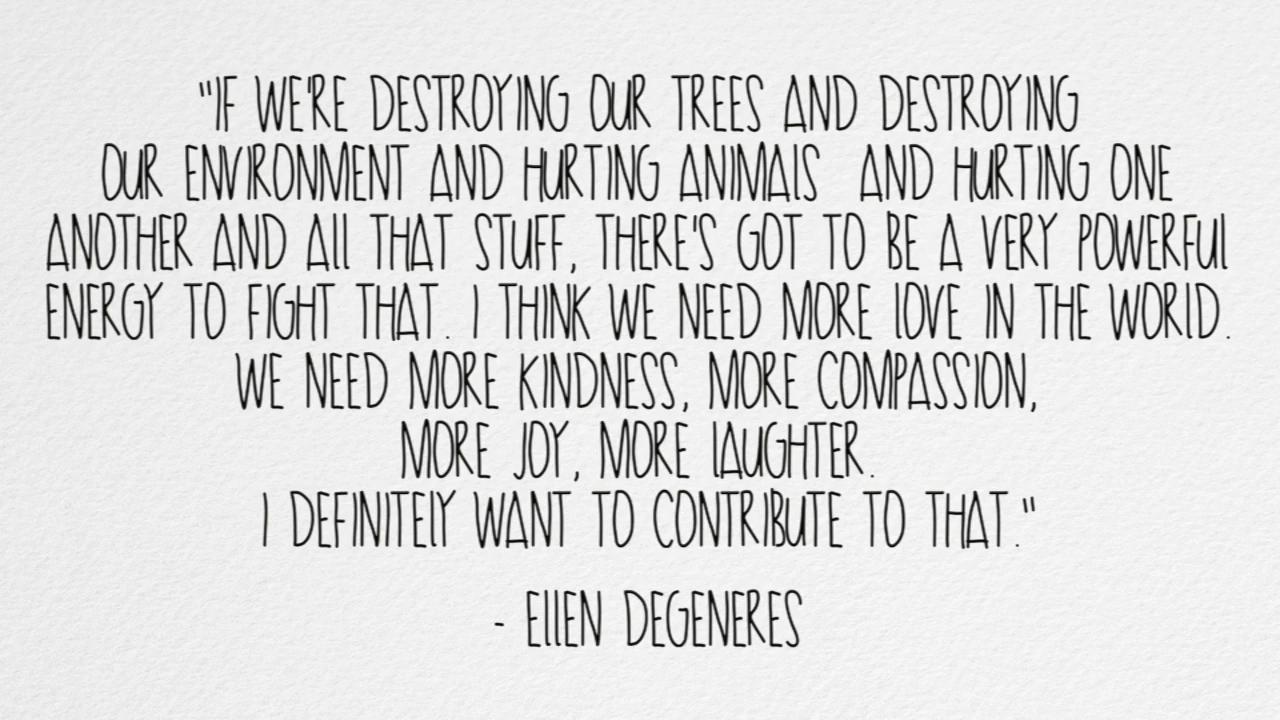 "IF WE'RE DESTROYING OUR TREES AND DESTROYING
OUR ENVIRONMENT AND HURTING ANIMALS AND HURTING ONE
ANOTHER AND ALL THAT STUFF, THERE'S GOT TO BE A VERY POWERFUL
ENERGY TO FIGHT THAT. I THINK WE NEED MORE LOVE IN THE WORLD.
WE NEED MORE KINDNESS, MORE COMPASSION,
MORE JOY, MORE LAUGHTER.
I DEFINITELY WANT TO CONTRIBUTE TO THAT."
- ELLEN DEGENERES